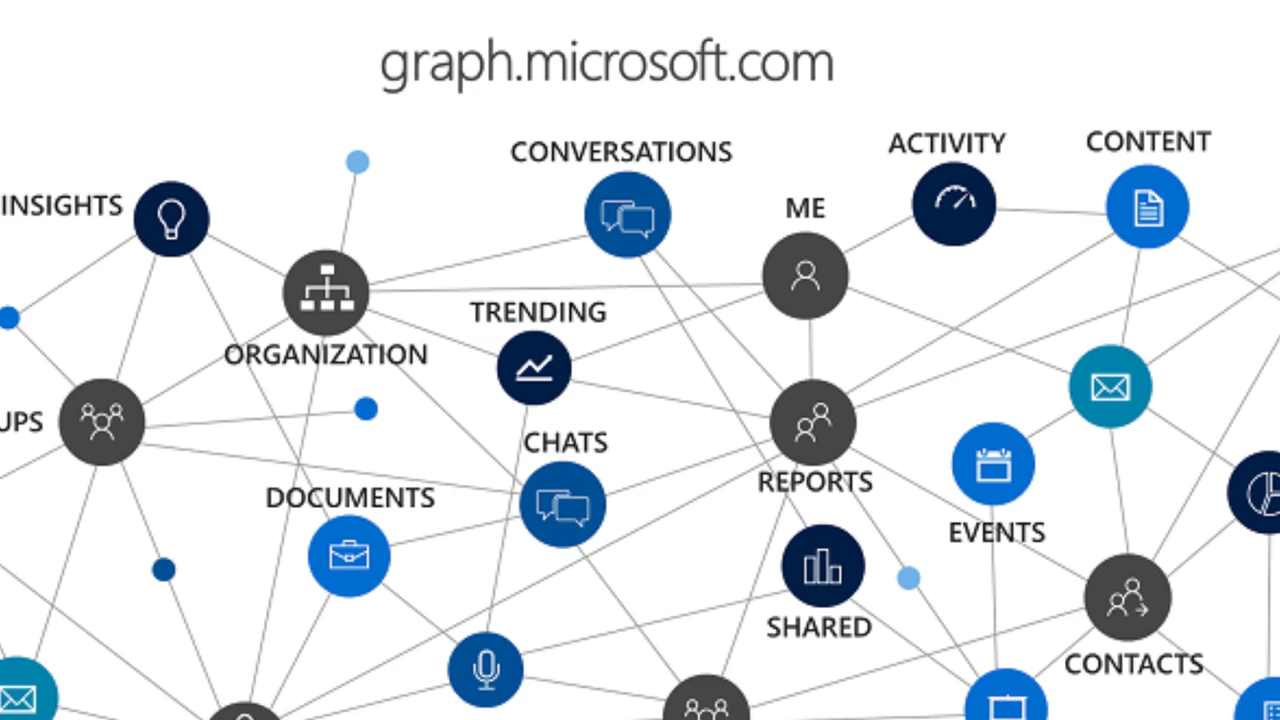 graph.microsoft.com
CONVERSATIONS
ACTIVITY
CONTENT
INSIGHTS
ME
TRENDING
ORGANIZATION
UPS
CHATS
DOCUMENTS
REPORTS
EVENTS
SHARED
CONTACTS